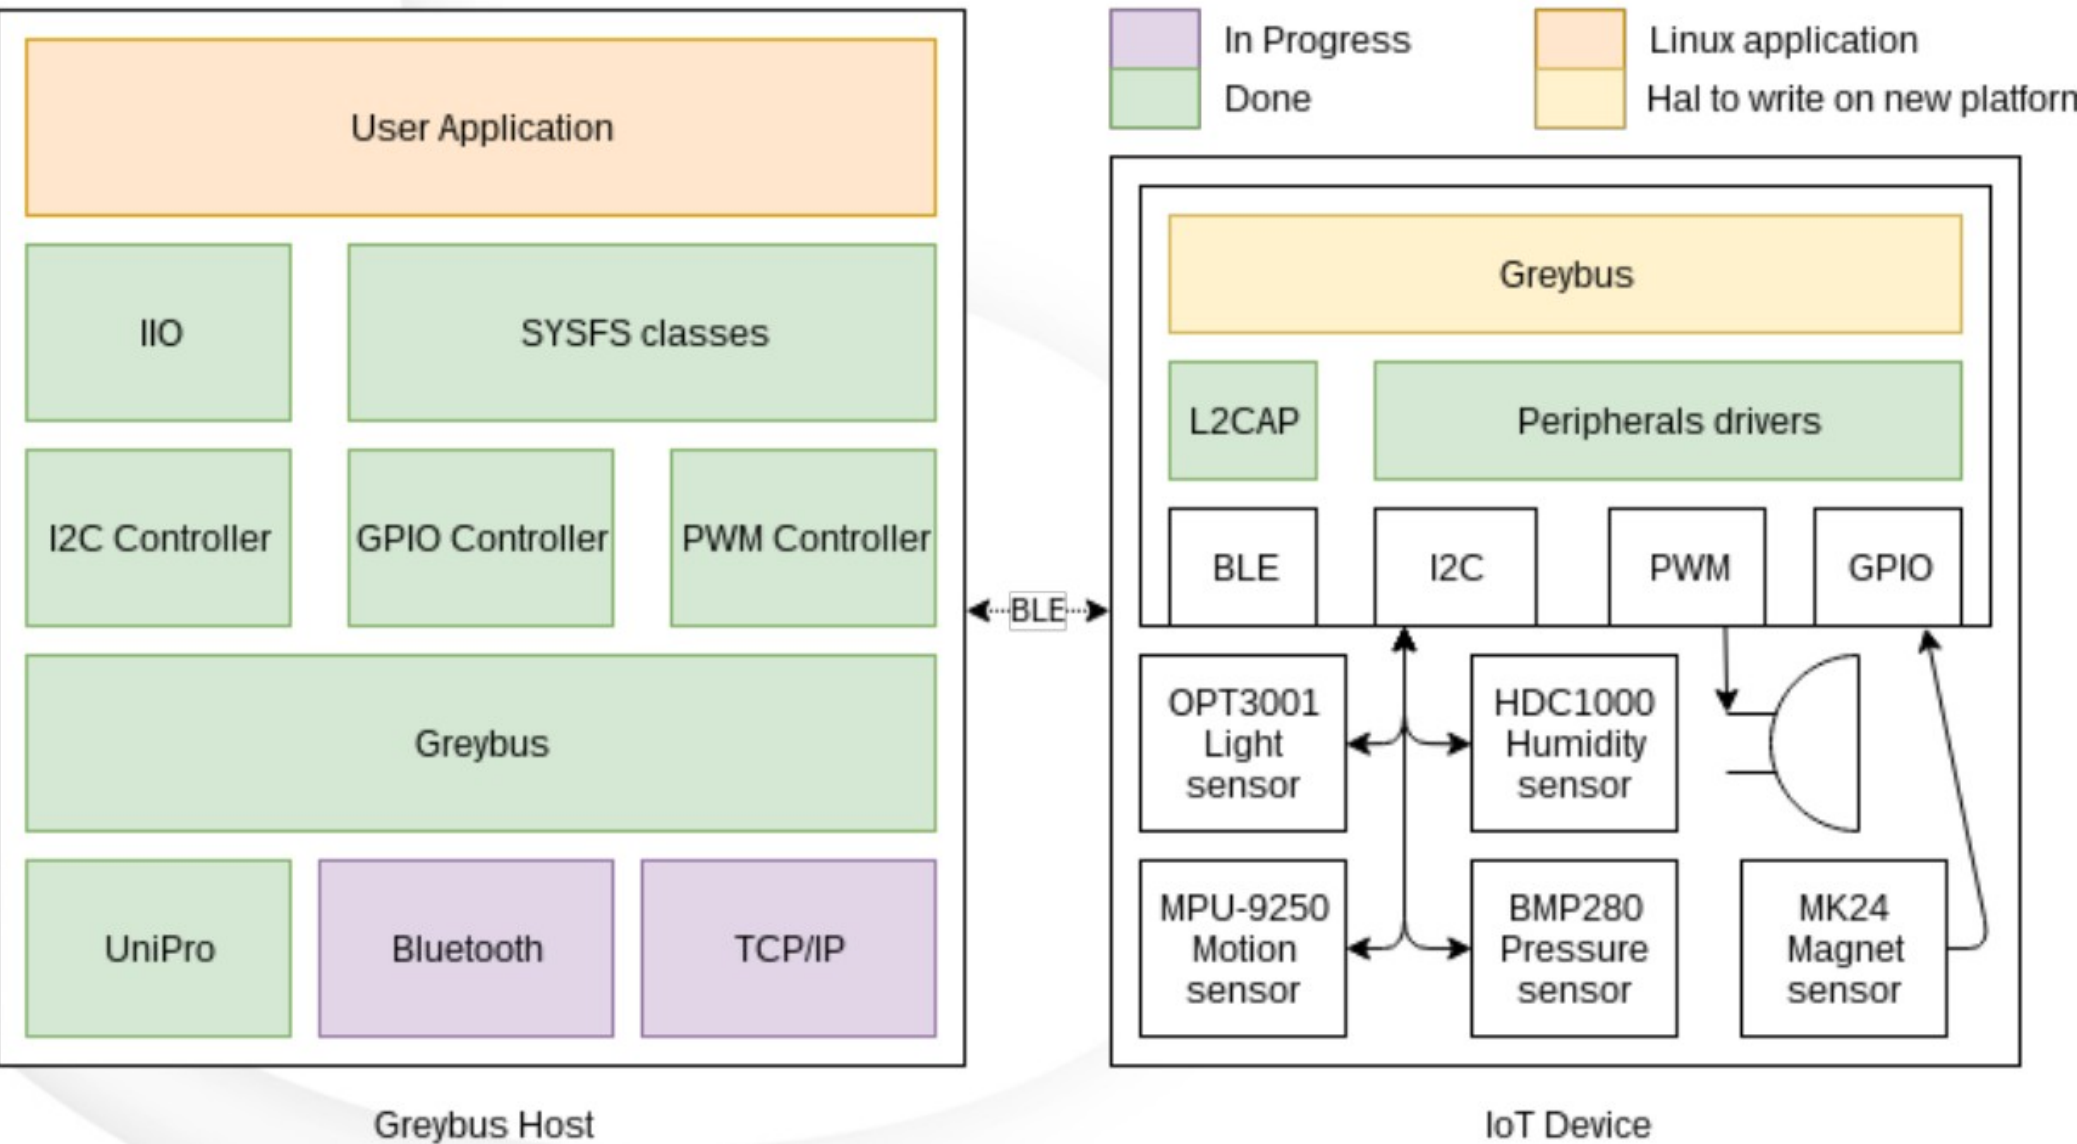 User Application
IIO
SYSFS classes
I2C Controller
GPIO Controller
PWM Controller
Greybus
UniPro
Bluetooth
TCP/IP
Greybus Host
BLE
In Progress
Done
Linux application
Hal to write on new platforn
Greybus
L2CAP
Peripherals drivers
BLE
I2C
PWM
GPIO
OPT3001
Light
sensor
HDC1000
Humidity
sensor
MPU-9250
Motion
sensor
BMP280
Pressure
sensor
MK24
Magnet
sensor
IoT Device